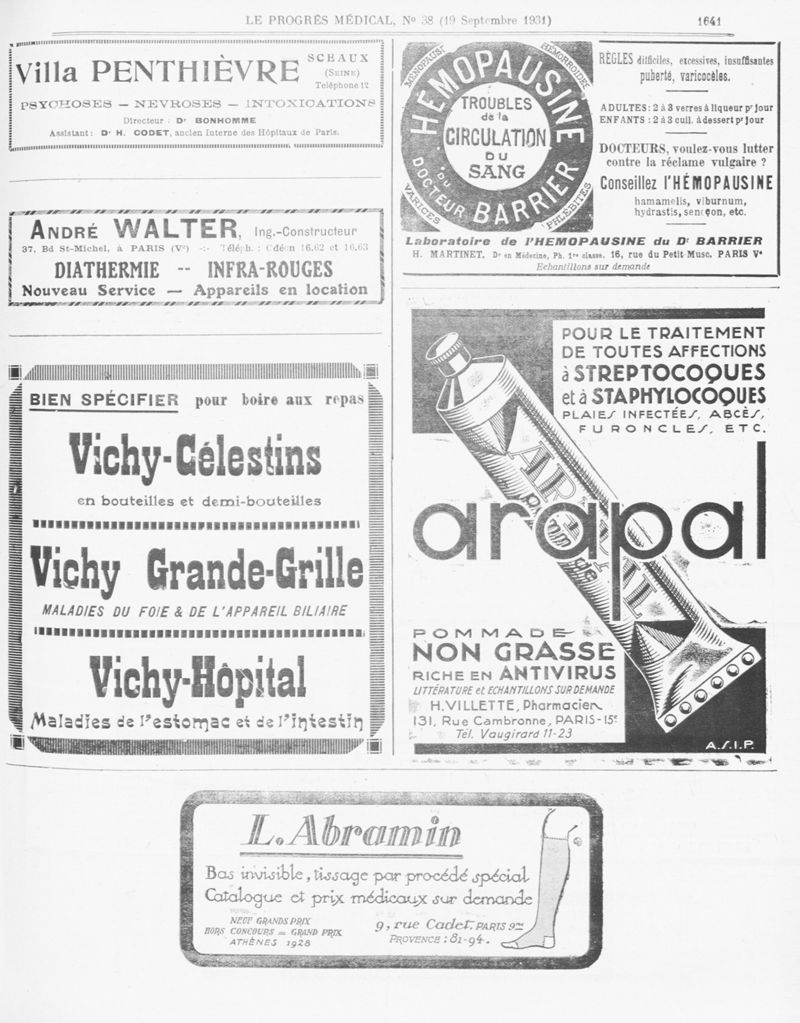 LE PROGRÈS MÉDICAL, No 38 (19 Septembre 1931)
1641
Villa PENTHIÈVRE
SCEAUX
(SEINE)
Téléphone 12
PSYCHOSES — NEVROSES — INTOXICATIONS
Directeur : Dr BONHOMME
Assistant : Dr H. CODET, ancien Interne des Hôpitaux de Paris.
ANDRÉ WALTER, Ing.-Constructeur
37, Bd St-Michel, à PARIS (Ve) -:- Téléph. : Odéon 16.62 et 16.63
DIATHERMIE -- INFRA-ROUGES
Nouveau Service — Appareils en location
BIEN SPÉCIFIER pour boire aux repas
Vichy-Célestins
en bouteilles et demi-bouteilles
Vichy Grande-Grille
MALADIES DU FOIE & DE L'APPAREIL BILIAIRE
Vichy-Hôpital
Maladies de l'estomac et de l'intestin
MÉNOPAUSE
HÉMORROIDES
HÉMOPAUSINE
TROUBLES
de la
CIRCULATION
DU
SANG
DU
DOCTEUR
BARRIER
VARICES
PHLÉBITES
RÈGLES difficiles, excessives, insuffisantes
puberté, varicocèles.
ADULTES : 2 à 3 verres à liqueur pr jour
ENFANTS : 2 à 3 cuil. à dessert pr jour
DOCTEURS, voulez-vous lutter
contre la réclame vulgaire ?
Conseillez l'HÉMOPAUSINE
hamamelis, viburnum,
hydrastis, seneçon, etc.
Laboratoire de l'HEMOPAUSINE du Dr BARRIER
H. MARTINET, Dr en Médecine, Ph. 1re classe, 16, rue du Petit-Musc, PARIS Ve
Echantillons sur demande
POUR LE TRAITEMENT
DE TOUTES AFFECTIONS
à STREPTOCOQUES
et à STAPHYLOCOQUES
PLAIES INFECTÉES, ABCÈS,
FURONCLES, ETC.
arapal
POMMADE
NON GRASSE
RICHE EN ANTIVIRUS
LITTÉRATURE et ECHANTILLONS SUR DEMANDE
H. VILLETTE, Pharmacien
131, Rue Cambronne, PARIS-15e
Tél. Vaugirard 11-23
A.S.I.P.
L. Abramin
Bas invisible, tissage par procédé spécial
Catalogue et prix médicaux sur demande
NEUF GRANDS PRIX
HORS CONCOURS — GRAND PRIX
ATHÈNES 1928
9, rue Cadet. PARIS 9me
PROVENCE : 81-94.